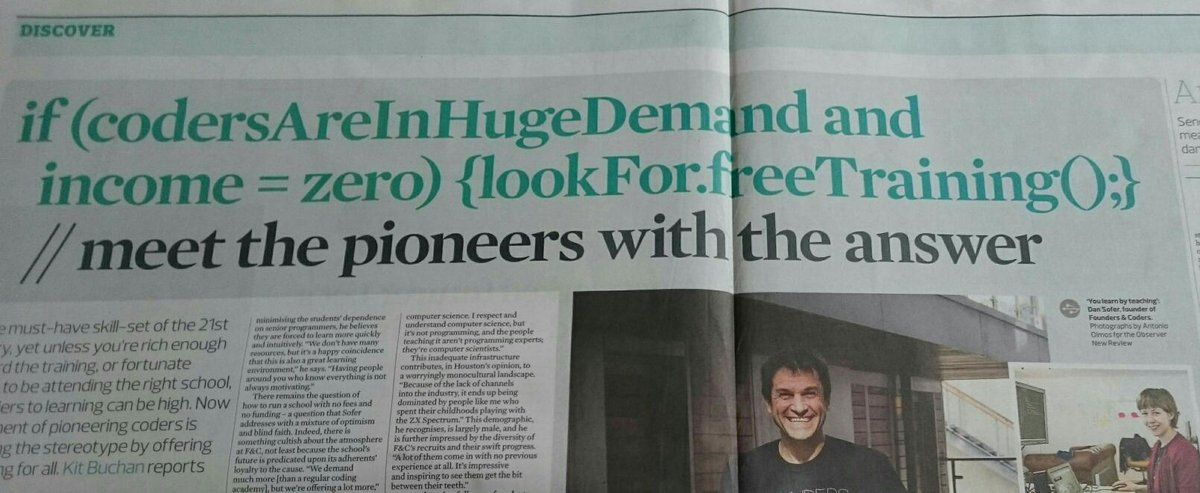 DISCOVER
if (codersAreInHugeDemand and
income = zero) {lookFor.freeTraining();}
// meet the pioneers with the answer
e must-have skill-set of the 21st
ry, yet unless you're rich enough
rd the training, or fortunate
to be attending the right school,
ers to learning can be high. Now
ment of pioneering coders is
ng the stereotype by offering
ng for all. Kit Buchan reports
minimising the students' dependence
on senior programmers, he believes
they are forced to learn more quickly
and intuitively. "We don't have many
resources, but it's a happy coincidence
that this is also a great learning
environment," he says. "Having people
around you who know everything is not
always motivating."
There remains the question of
how to run a school with no fees and
no funding – a question that Sofer
addresses with a mixture of optimism
and blind faith. Indeed, there is
something cultish about the atmosphere
at F&C, not least because the school's
future is predicated upon its adherents'
loyalty to the cause. "We demand
much more [than a regular coding
academy], but we're offering a lot more,"
computer science. I respect and
understand computer science, but
it's not programming, and the people
teaching it aren't programming experts;
they're computer scientists."
This inadequate infrastructure
contributes, in Houston's opinion, to
a worryingly monocultural landscape.
"Because of the lack of channels
into the industry, it ends up being
dominated by people like me who
spent their childhoods playing with
the ZX Spectrum." This demographic,
he recognises, is largely male, and he
is further impressed by the diversity of
F&C's recruits and their swift progress
"A lot of them come in with no previous
experience at all. It's impressive
and inspiring to see them get the bit
between their teeth."
'You learn by teaching':
Dan Sofer, founder of
Founders & Coders.
Photographs by Antonio
Olmos for the Observer
New Review
A
Sen
mea
dan